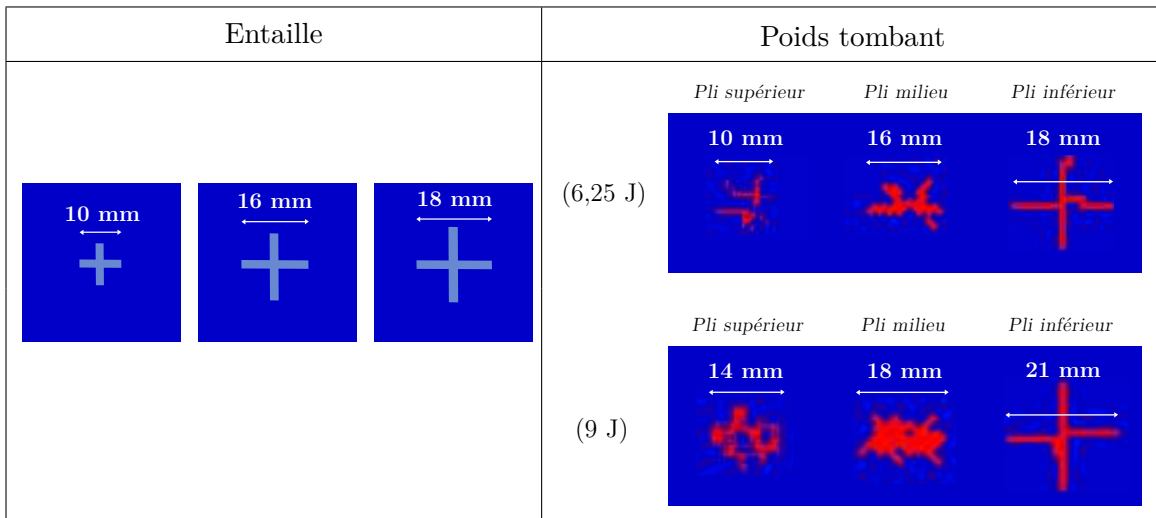 Entaille
Poids tombant
10 mm
16 mm
18 mm
(6,25 J)
Pli supérieur Pli milieu Pli inférieur
10 mm 16 mm 18 mm
(9 J)
Pli supérieur Pli milieu Pli inférieur
14 mm 18 mm 21 mm